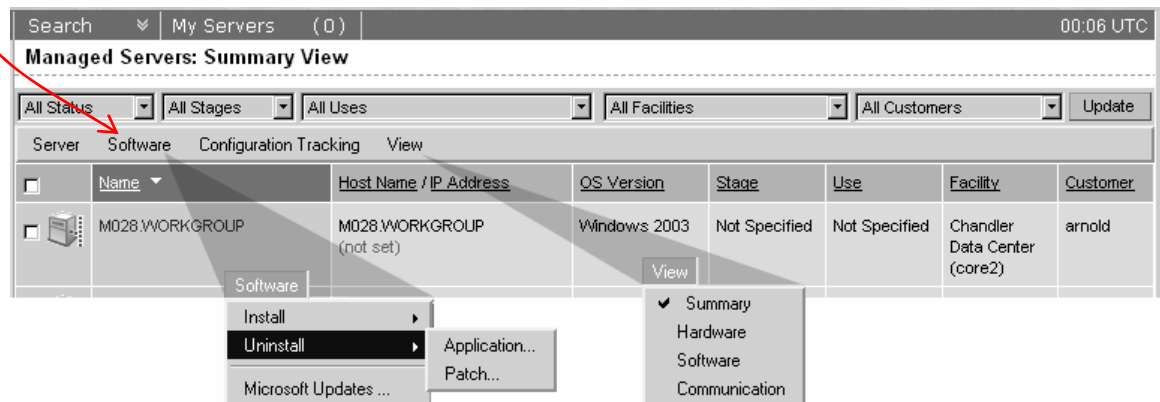 Search My Servers (0) 00:06 UTC
Managed Servers: Summary View
All Status All Stages All Uses All Facilities All Customers Update
Server Software Configuration Tracking View
Name Host Name / IP Address OS Version Stage Use Facility Customer
M028.WORKGROUP M028.WORKGROUP Windows 2003 Not Specified Not Specified Chandler arnold
(not set) Data Center
(core2)
Software
Install
Uninstall
Microsoft Updates ...
Application...
Patch...
View
Summary
Hardware
Software
Communication